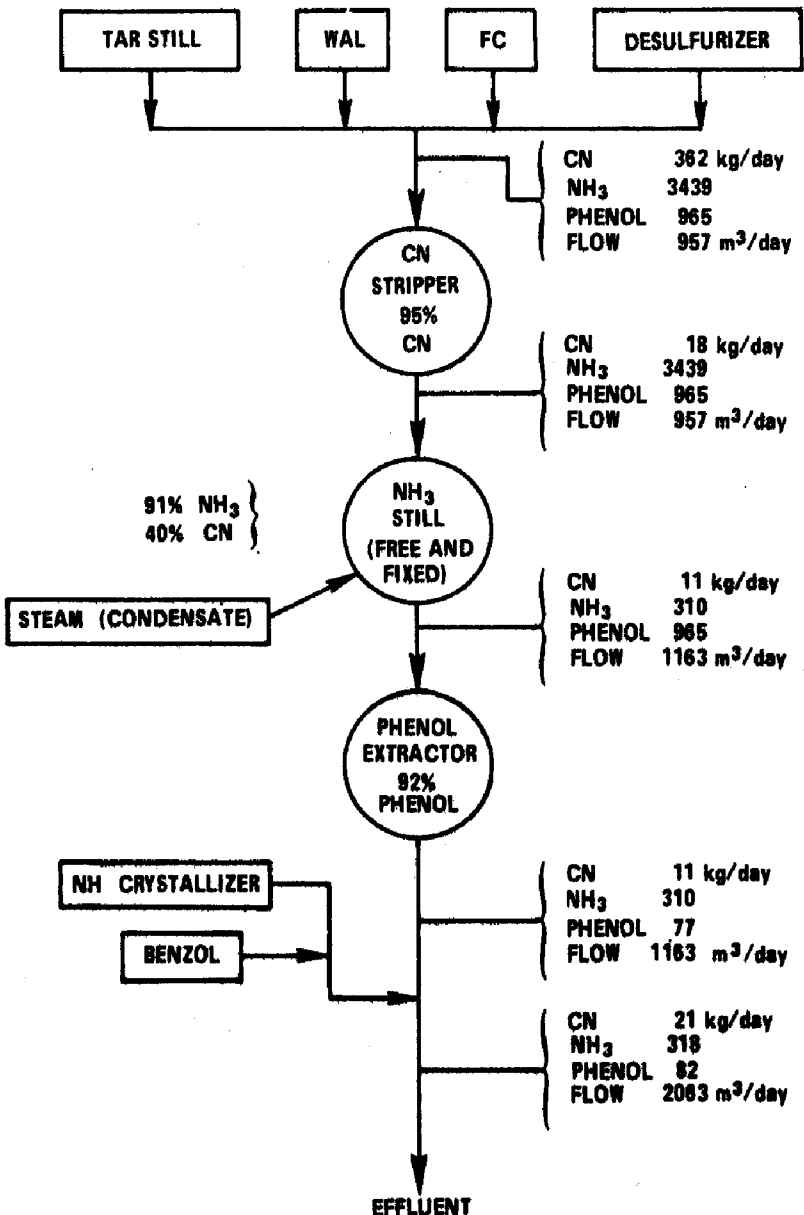 TAR STILL
WAL
FC
DESULFURIZER
CN 362 kg/day
NH3 3439
PHENOL 965
FLOW 957 m³/day
CN
STRIPPER
95%
CN
CN 18 kg/day
NH3 3439
PHENOL 965
FLOW 957 m³/day
91% NH3
40% CN
NH3
STILL
(FREE AND
FIXED)
STEAM (CONDENSATE)
CN 11 kg/day
NH3 310
PHENOL 965
FLOW 1163 m³/day
PHENOL
EXTRACTOR
92%
PHENOL
NH CRYSTALLIZER
BENZOL
CN 11 kg/day
NH3 310
PHENOL 77
FLOW 1163 m³/day
CN 21 kg/day
NH3 318
PHENOL 82
FLOW 2063 m³/day
EFFLUENT